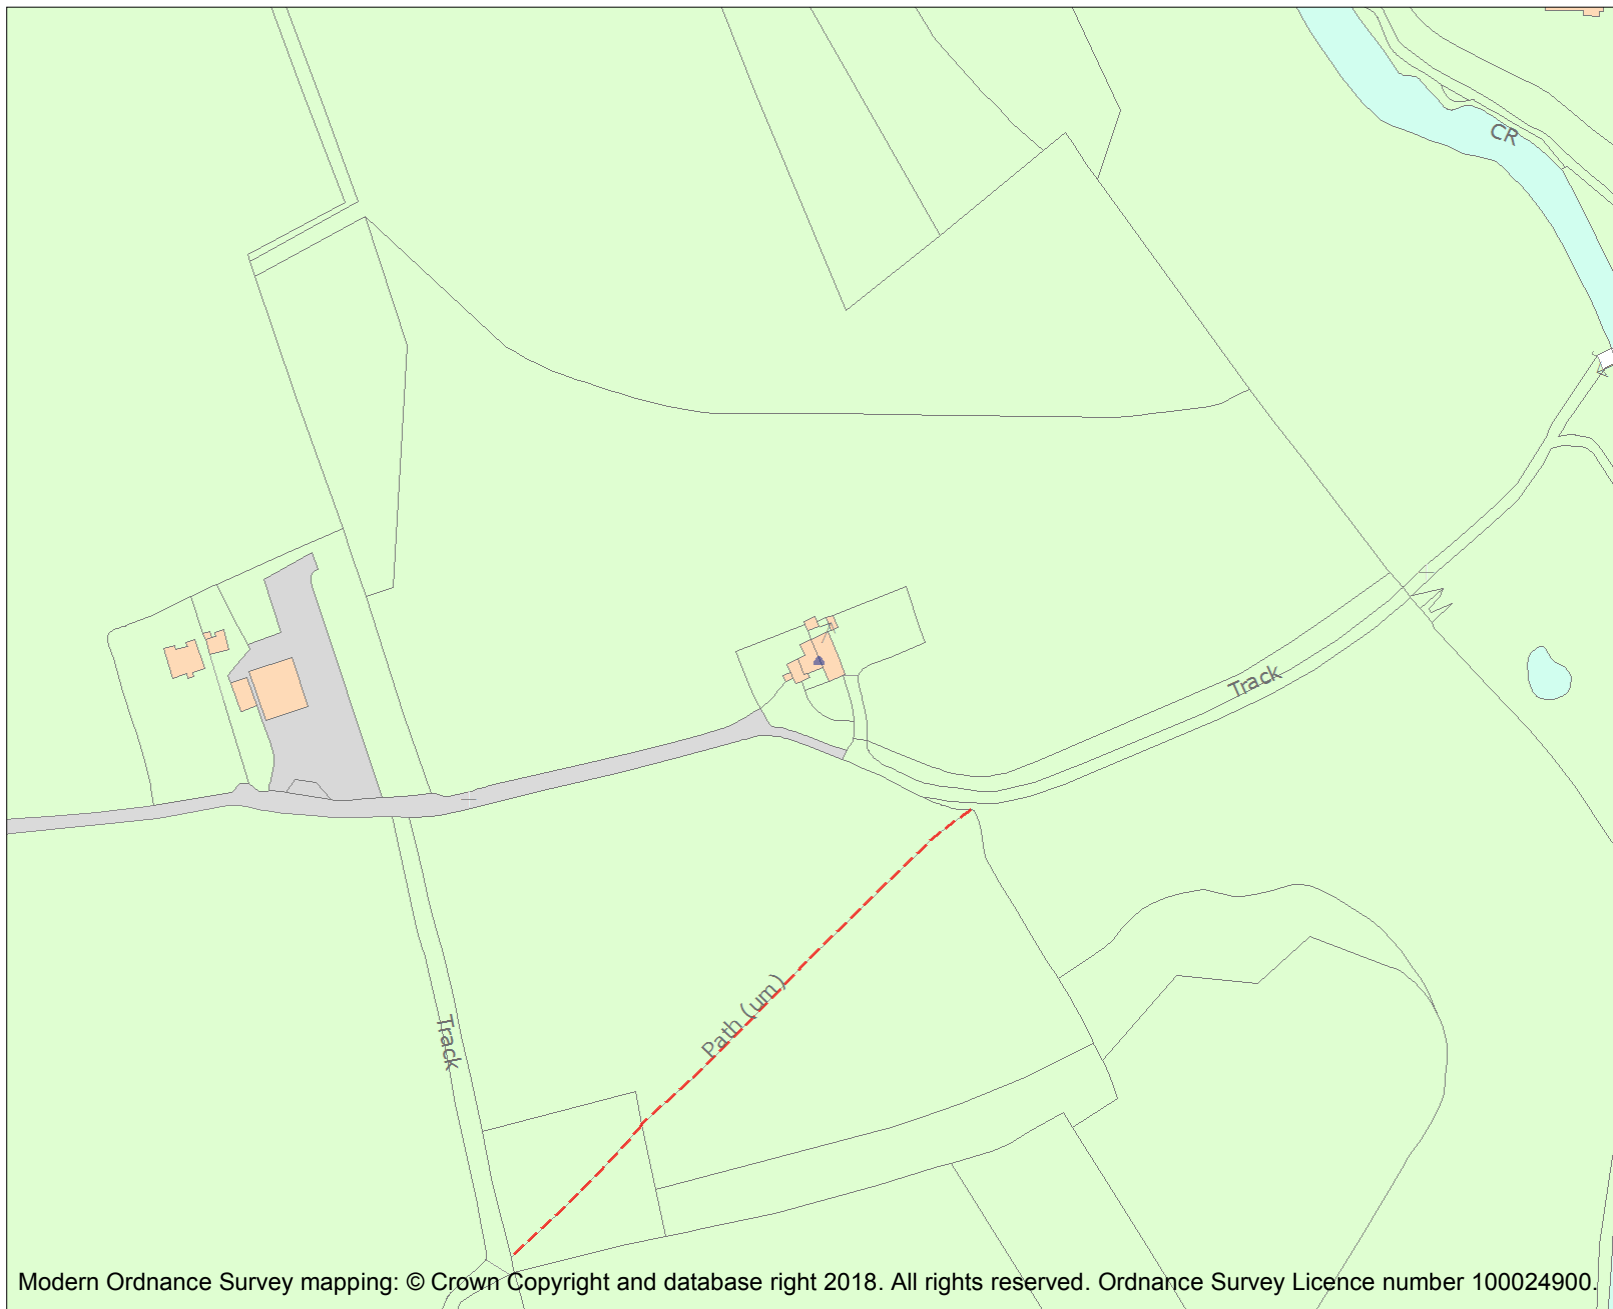 CR
Track
Path (um)
Track
Modern Ordnance Survey mapping: © Crown Copyright and database right 2018. All rights reserved. Ordnance Survey Licence number 100024900.